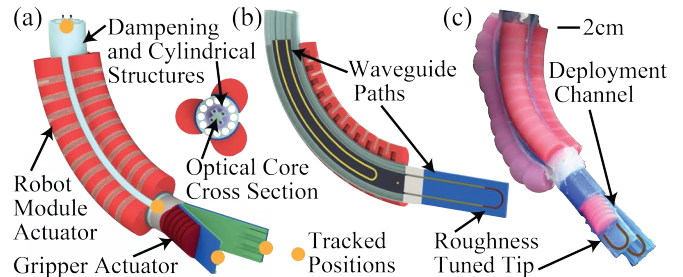 (a)
Dampening
and Cylindrical
Structures
Optical Core
Cross Section
Robot
Module
Actuator
Gripper Actuator
Tracked
Positions
(b)
Waveguide
Paths
Roughness
Tuned Tip
(c)
2cm
Deployment
Channel